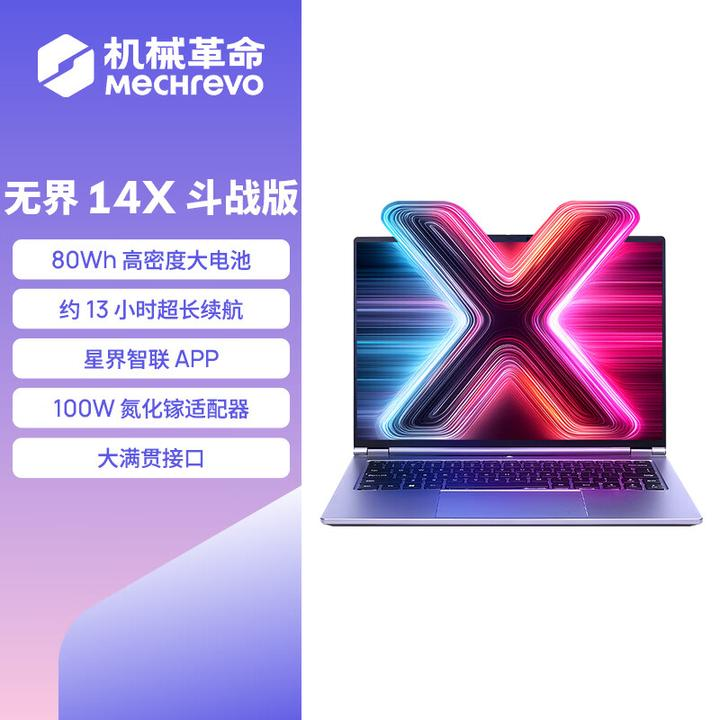 机械革命
MECHREVO
无界 14X 斗战版
80Wh 高密度大电池
约 13 小时超长续航
星界智联 APP
100W 氮化镓适配器
大满贯接口